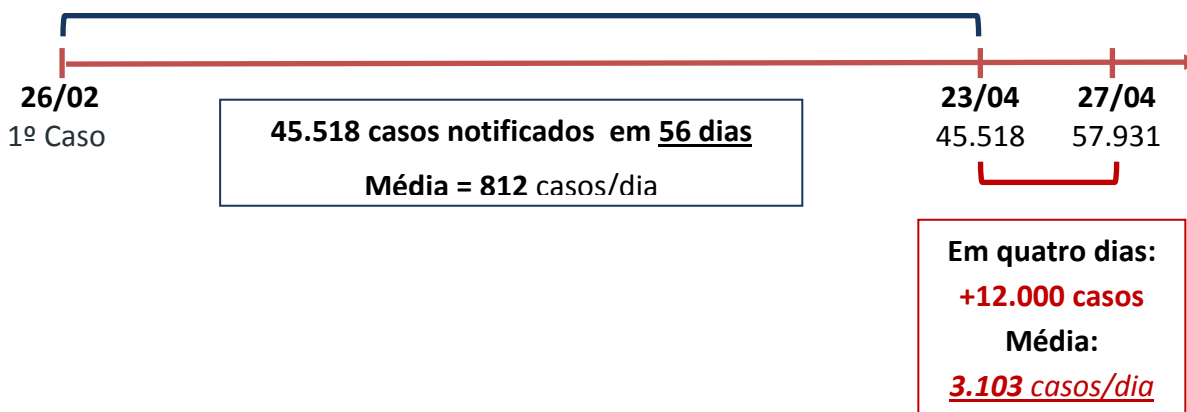 26/02
1º Caso
45.518 casos notificados em 56 dias
Média = 812 casos/dia
23/04
45.518
27/04
57.931
Em quatro dias:
+12.000 casos
Média:
3.103 casos/dia